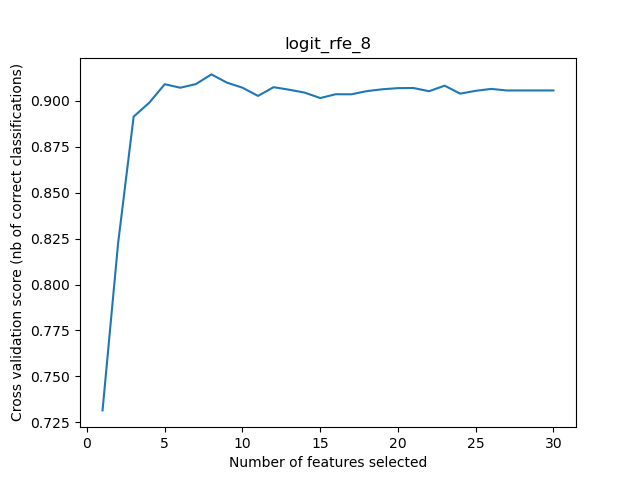 logit_rfe_8
Cross validation score (nb of correct classifications)
0.900
0.875
0.850
0.825
0.800
0.775
0.750
0.725
0 5 10 15 20 25 30
Number of features selected